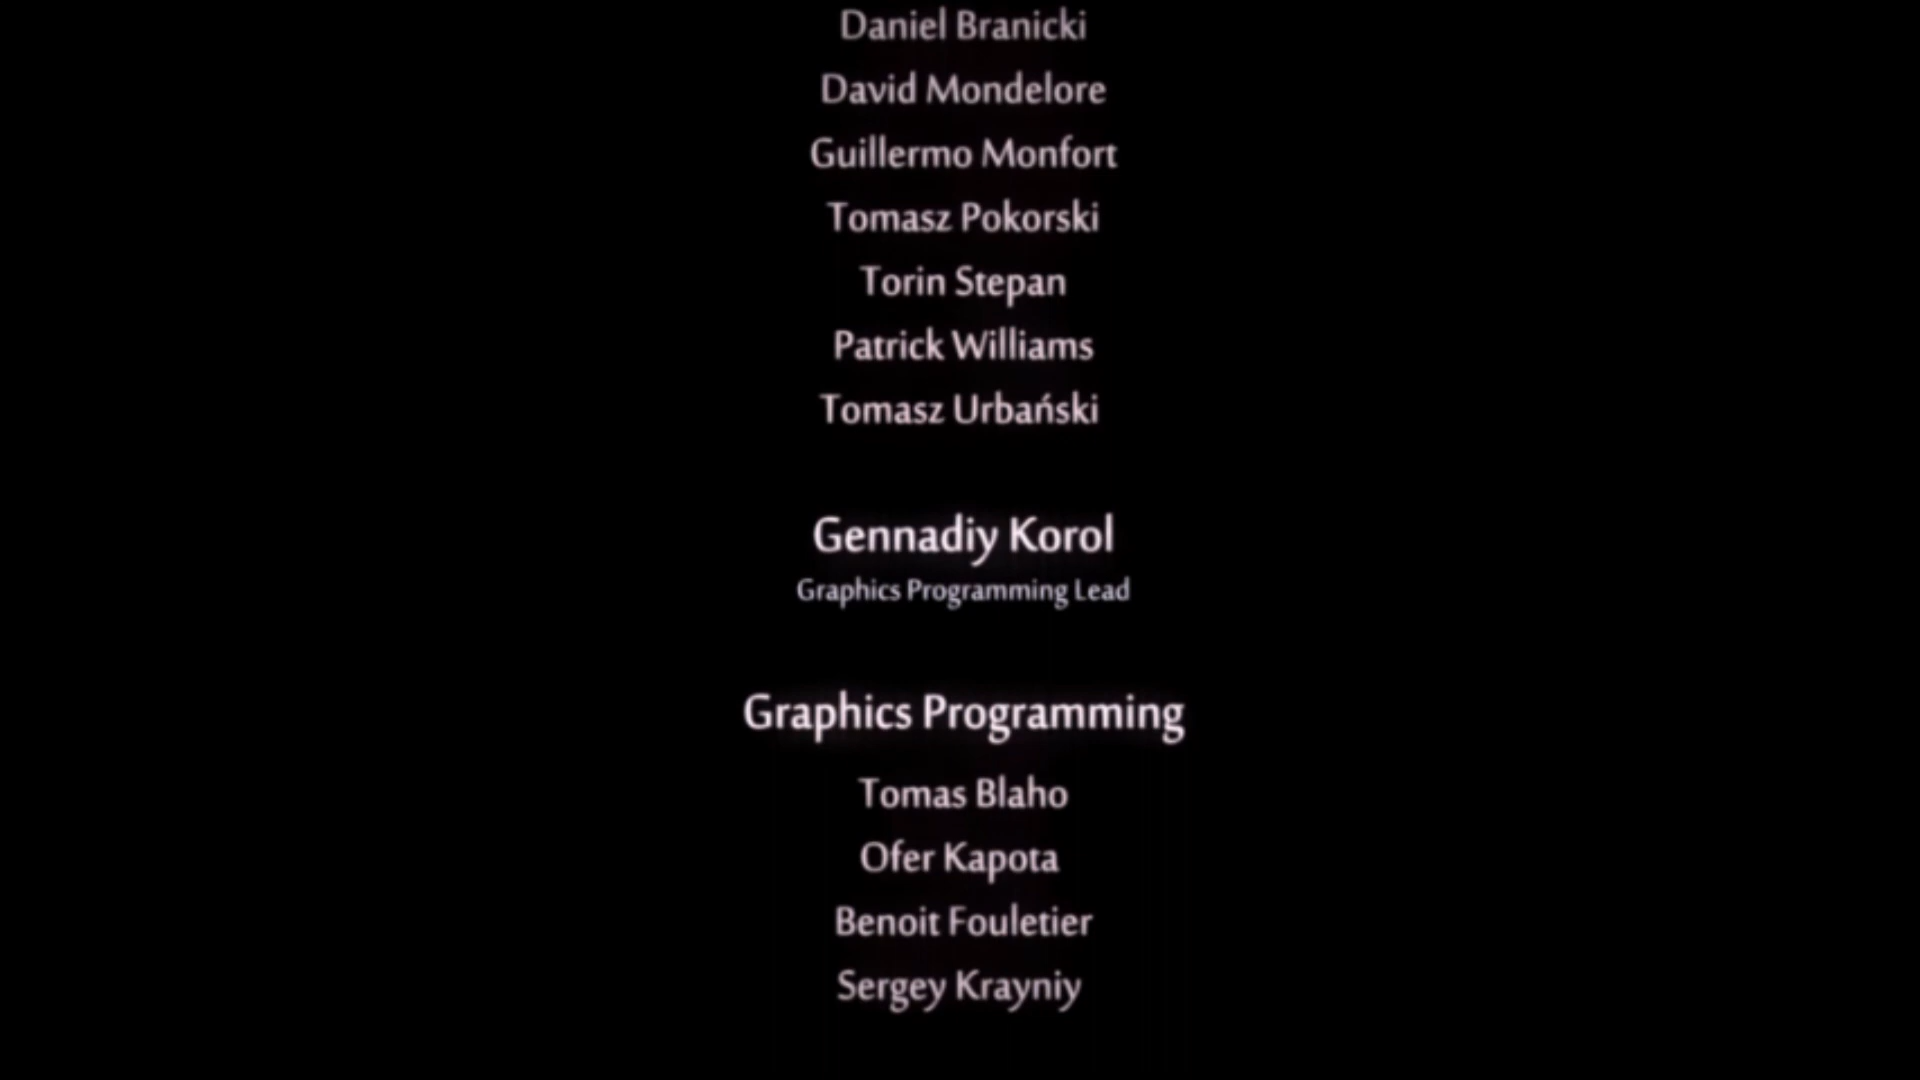 Daniel Branicki
David Mondelore
Guillermo Monfort
Tomasz Pokorski
Torin Stepan
Patrick Williams
Tomasz Urbański
Gennadiy Korol
Graphics Programming Lead
Graphics Programming
Tomas Blaho
Ofer Kapota
Benoit Fouletier
Sergey Krayniy